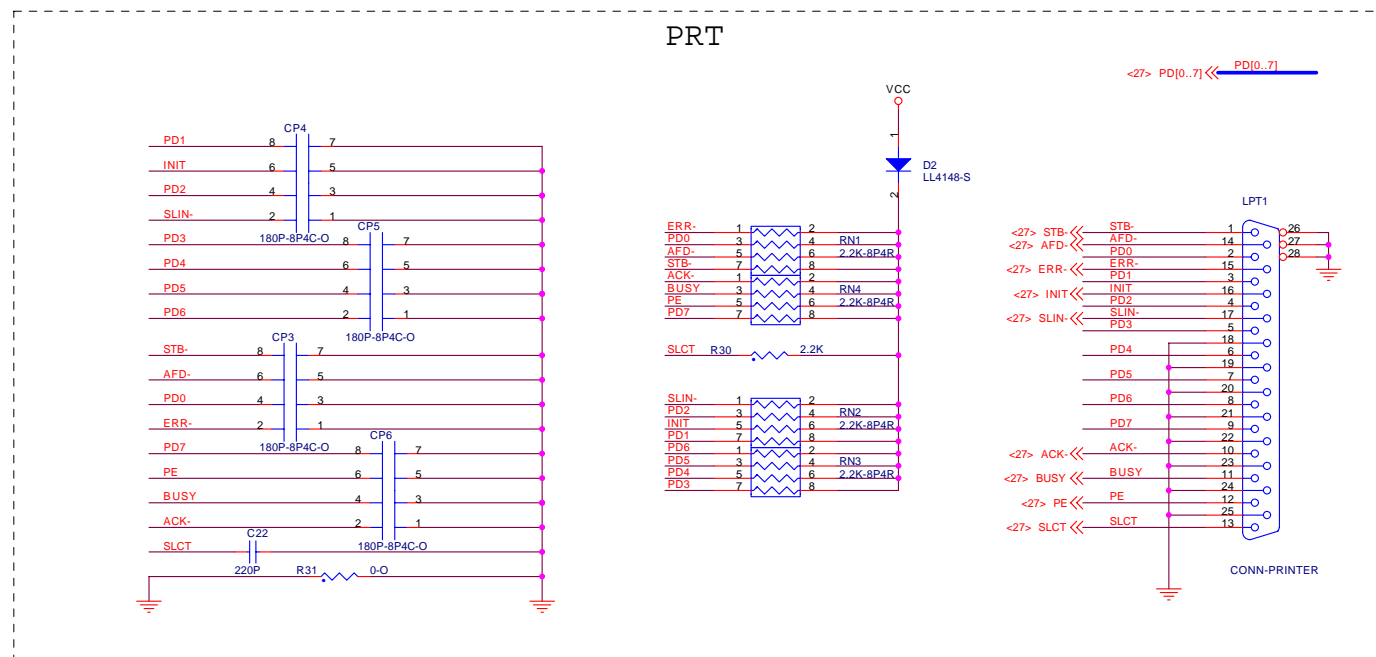 PRT
<27> PD[0..7] PD[0..7]
VCC
1
D2
LL4148-S
2
CP4
PD1 8 7
INIT 6 5
PD2 4 3
SLIN- 2 1
180P-8P4C-O
CP5
PD3 8 7
PD4 6 5
PD5 4 3
PD6 2 1
180P-8P4C-O
CP3
STB- 8 7
AFD- 6 5
PD0 4 3
ERR- 2 1
180P-8P4C-O
CP6
PD7 8 7
PE 6 5
BUSY 4 3
ACK- 2 1
180P-8P4C-O
C22
SLCT
220P
R31 0-O
ERR- 1 2
PD0 3 4 RN1
AFD- 5 6 2.2K-8P4R
STB- 7 8
ACK- 1 2
BUSY 3 4 RN4
PE 5 6 2.2K-8P4R
PD7 7 8
SLCT R30 2.2K
SLIN- 1 2
PD2 3 4 RN2
INIT 5 6 2.2K-8P4R
PD1 7 8
PD6 1 2
PD5 3 4 RN3
PD4 5 6 2.2K-8P4R
PD3 7 8
LPT1
<27> STB- STB- 1 26
<27> AFD- AFD- 14 27
PD0 2 28
<27> ERR- ERR- 15
PD1 3
<27> INIT INIT 16
PD2 4
<27> SLIN- SLIN- 17
PD3 5
18
PD4 6
19
PD5 7
20
PD6 8
21
PD7 9
22
<27> ACK- ACK- 10
23
<27> BUSY BUSY 11
24
<27> PE PE 12
25
<27> SLCT SLCT 13
CONN-PRINTER